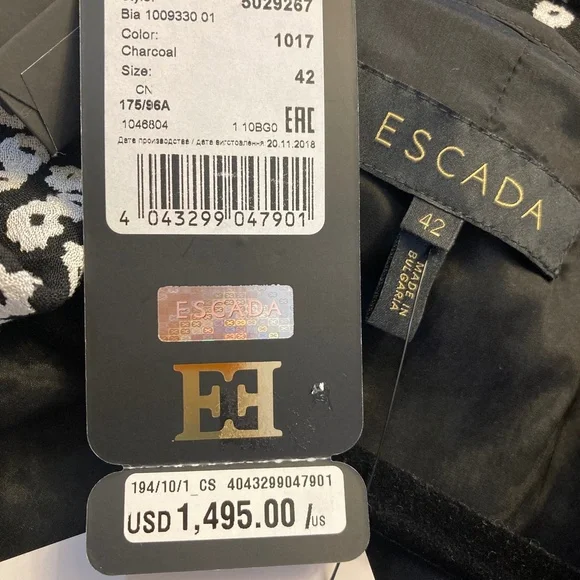 5029267
Bia 1009330 01
Color: 1017
Charcoal
Size: 42
CN
175/96A
1046804 1 10BG0 EAC
Дата производства / дата виготовлення 20.11.2018
4 043299 047901
ESCADA
EE
194/10/1_CS 4043299047901
USD 1,495.00 /US
ESCADA
42
MADE IN
BULGARIA